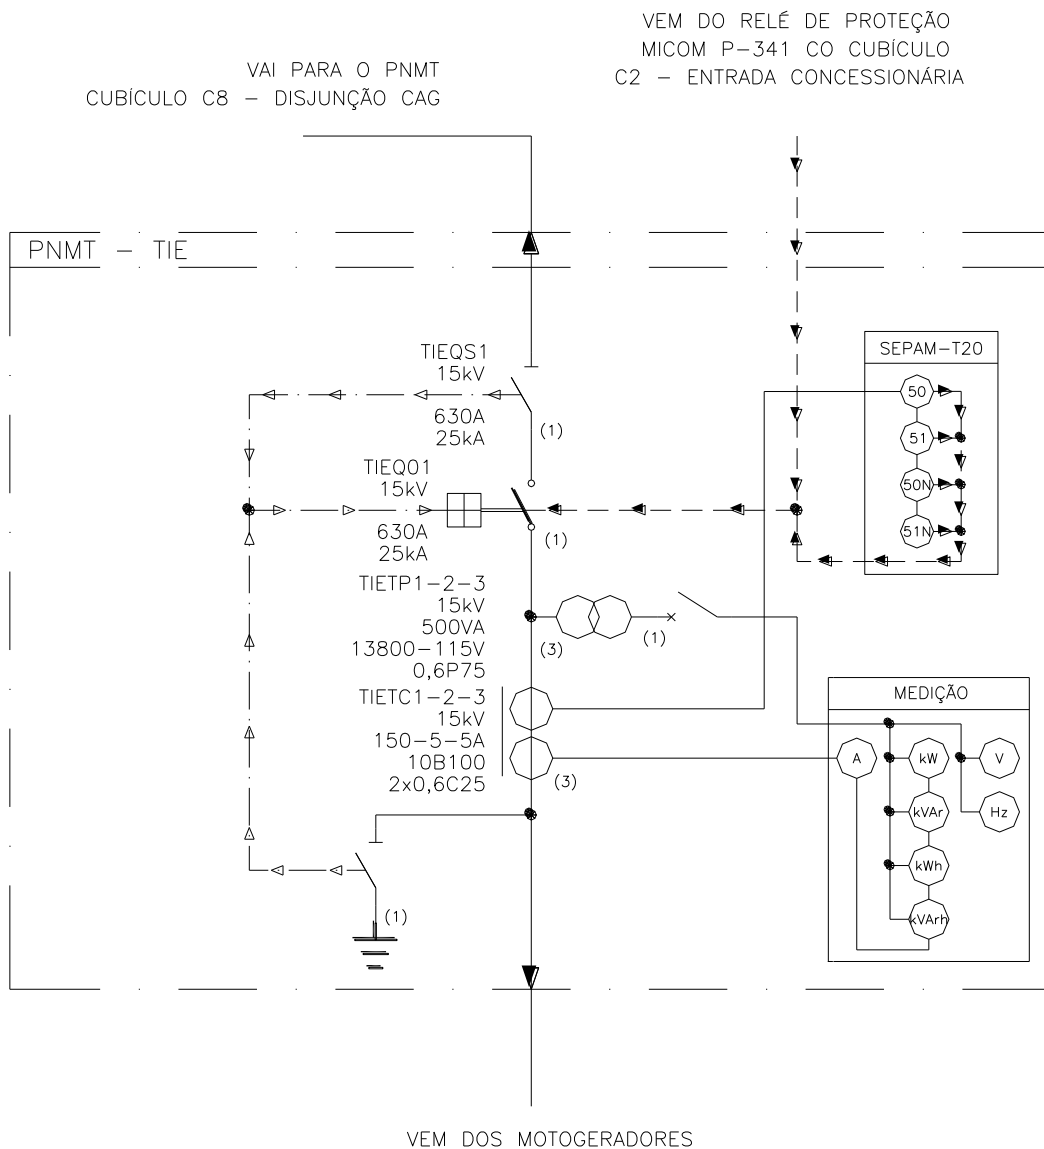 VEM DO RELÉ DE PROTEÇÃO
MICOM P-341 CO CUBÍCULO
C2 - ENTRADA CONCESSIONÁRIA
VAI PARA O PNMT
CUBÍCULO C8 - DISJUNÇÃO CAG
PNMT - TIE
TIEQS1
15kV
630A
25kA
(1)
TIEQ01
15kV
630A
25kA
(1)
SEPAM-T20
50
51
50N
51N
TIETP1-2-3
15kV
500VA
13800-115V
0,6P75
(3)
(1)
TIETC1-2-3
15kV
150-5-5A
10B100
2x0,6C25
(3)
MEDIÇÃO
A
kW
V
kVAr
Hz
kWh
kVArh
(1)
VEM DOS MOTOGERADORES